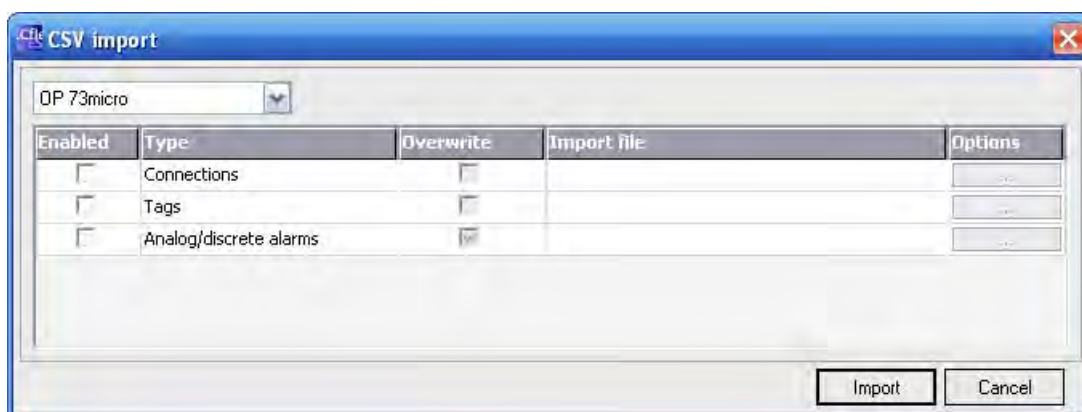 CSV import
OP 73micro
Enabled Type Overwrite Import file Options
Connections ...
Tags ...
Analog/discrete alarms ...
Import Cancel